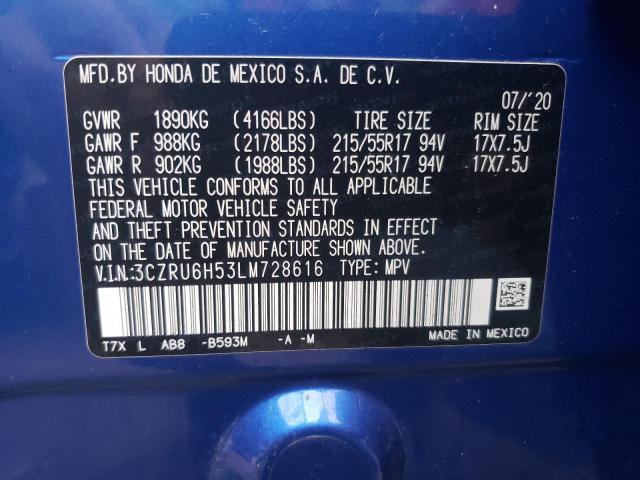 MFD.BY HONDA DE MEXICO S.A. DE C.V.
07/'20
GVWR 1890KG (4166LBS) TIRE SIZE RIM SIZE
GAWR F 988KG (2178LBS) 215/55R17 94V 17X7.5J
GAWR R 902KG (1988LBS) 215/55R17 94V 17X7.5J
THIS VEHICLE CONFORMS TO ALL APPLICABLE
FEDERAL MOTOR VEHICLE SAFETY
AND THEFT PREVENTION STANDARDS IN EFFECT
ON THE DATE OF MANUFACTURE SHOWN ABOVE.
V.I.N:3CZRU6H53LM728616 TYPE: MPV
T7X L AB8 -B593M -A -M MADE IN MEXICO